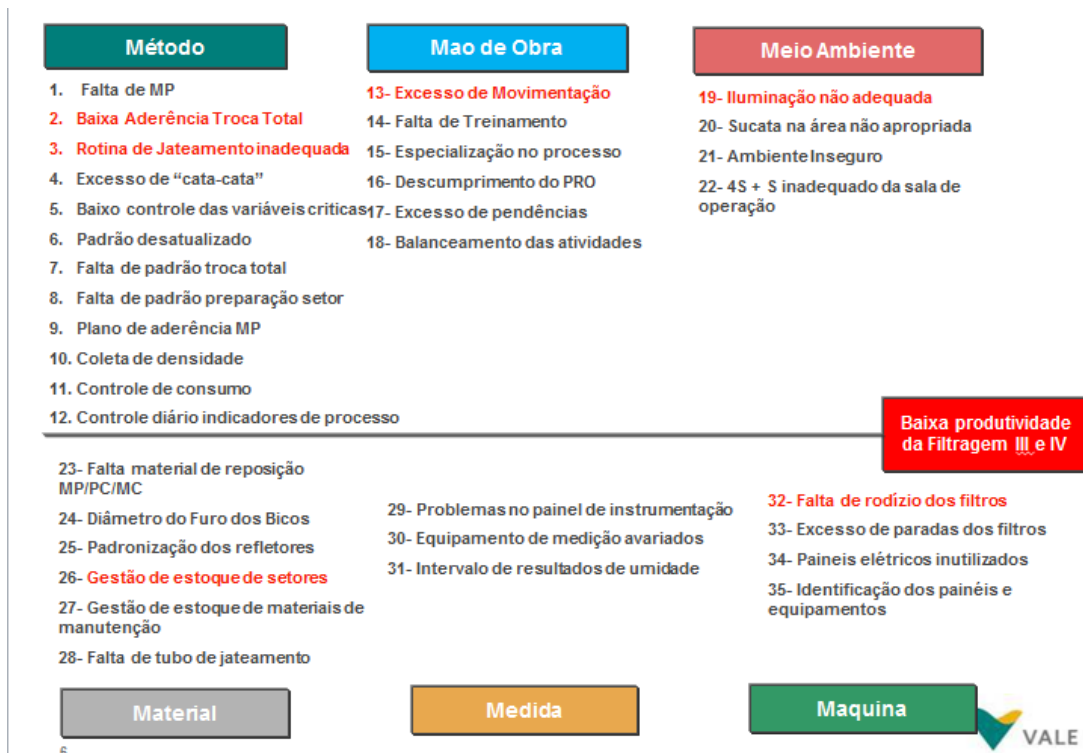 Método
1. Falta de MP
2. Baixa Aderência Troca Total
3. Rotina de Jateamento inadequada
4. Excesso de “cata-cata”
5. Baixo controle das variáveis criticas
6. Padrão desatualizado
7. Falta de padrão troca total
8. Falta de padrão preparação setor
9. Plano de aderência MP
10. Coleta de densidade
11. Controle de consumo
12. Controle diário indicadores de processo
Mao de Obra
13- Excesso de Movimentação
14- Falta de Treinamento
15- Especialização no processo
16- Descumprimento do PRO
17- Excesso de pendências
18- Balanceamento das atividades
Meio Ambiente
19- Iluminação não adequada
20- Sucata na área não apropriada
21- Ambiente Inseguro
22- 4S + S inadequado da sala de
operação
Baixa produtividade
da Filtragem III e IV
23- Falta material de reposição
MP/PC/MC
24- Diâmetro do Furo dos Bicos
25- Padronização dos refletores
26- Gestão de estoque de setores
27- Gestão de estoque de materiais de
manutenção
28- Falta de tubo de jateamento
Material
29- Problemas no painel de instrumentação
30- Equipamento de medição avariados
31- Intervalo de resultados de umidade
Medida
32- Falta de rodízio dos filtros
33- Excesso de paradas dos filtros
34- Paineis elétricos inutilizados
35- Identificação dos painéis e
equipamentos
Maquina
VALE